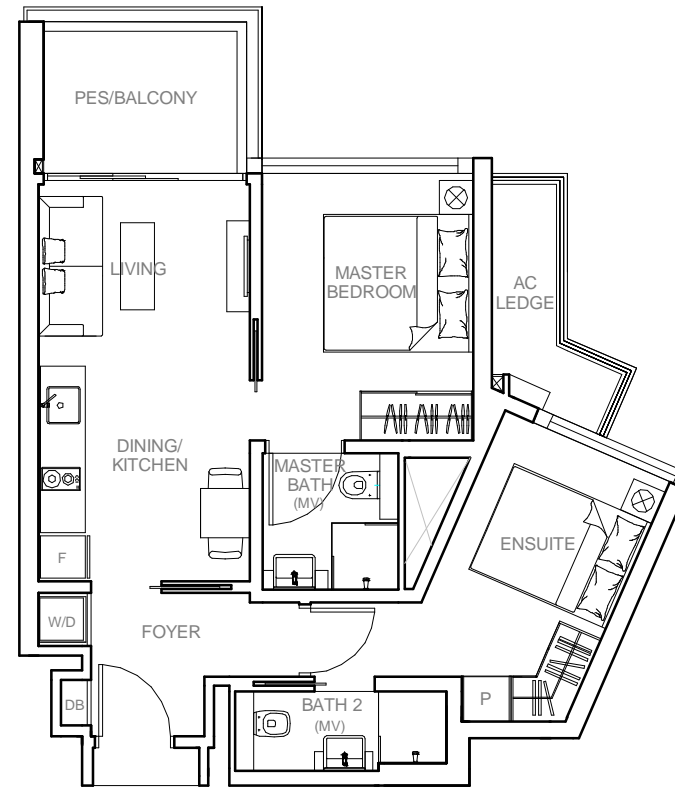 PES/BALCONY
LIVING
MASTER
BEDROOM
AC
LEDGE
DINING/
KITCHEN
MASTER
BATH
(MV)
ENSUITE
F
W/D
FOYER
DB
BATH 2
(MV)
P